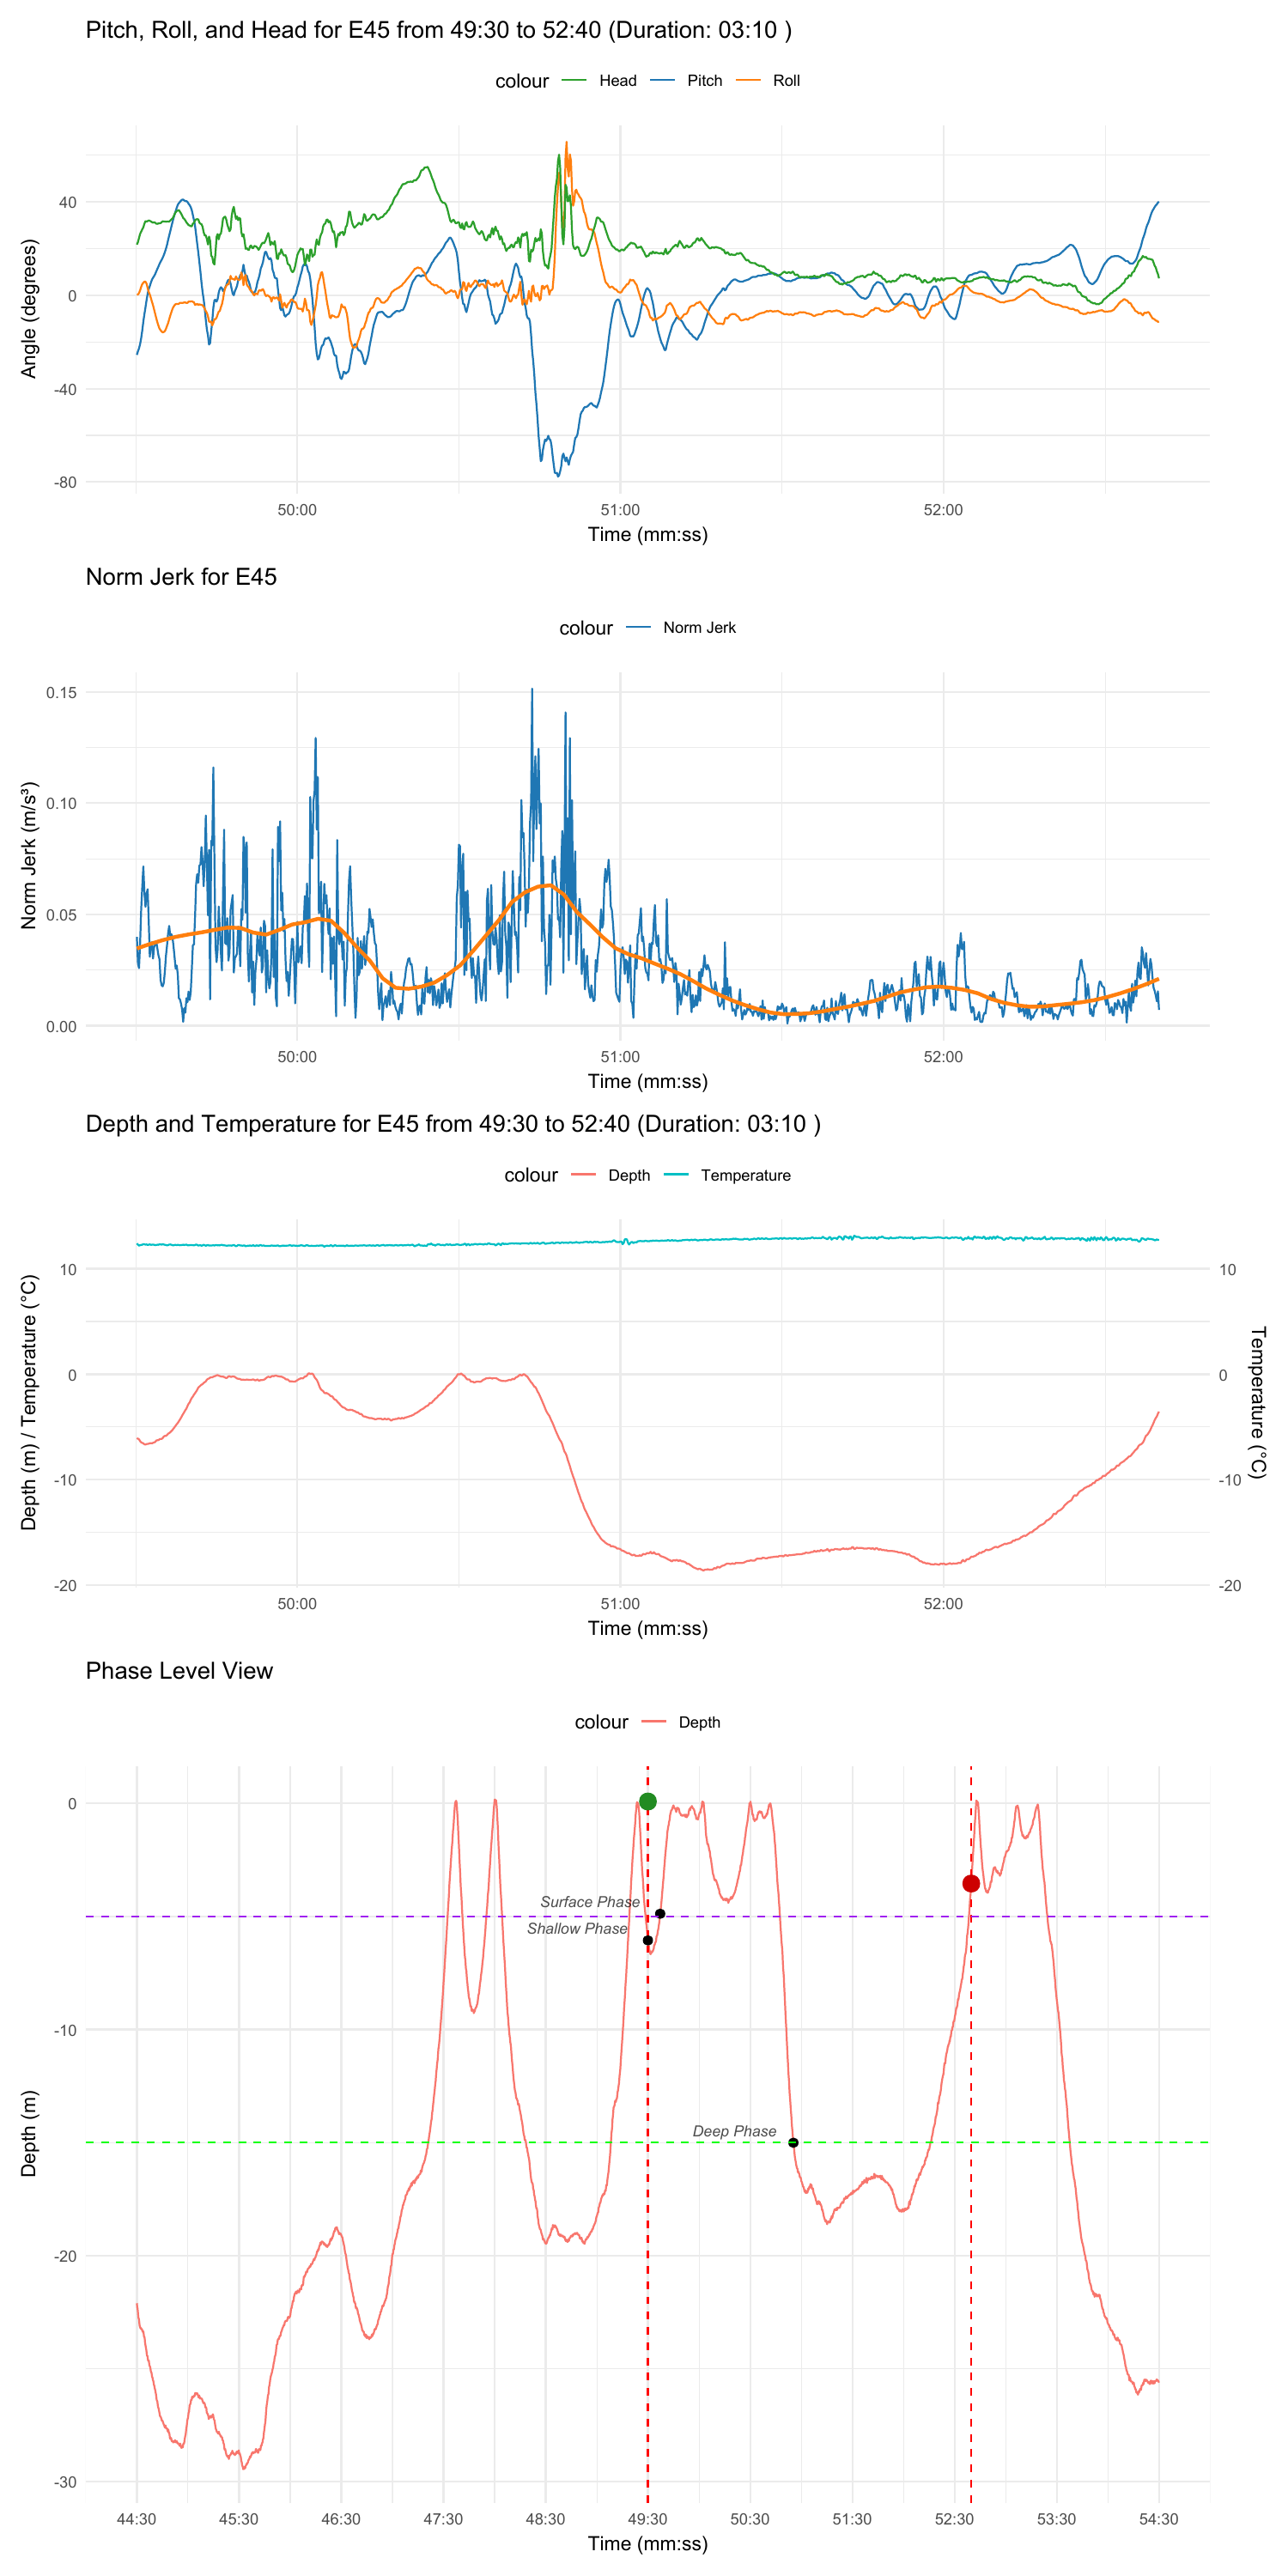 Pitch, Roll, and Head for E45 from 49:30 to 52:40 (Duration: 03:10 )
colour Head Pitch Roll
Angle (degrees)
40
0
-40
-80
50:00 51:00 52:00
Time (mm:ss)
Norm Jerk for E45
colour Norm Jerk
Norm Jerk (m/s³)
0.15
0.10
0.05
0.00
50:00 51:00 52:00
Time (mm:ss)
Depth and Temperature for E45 from 49:30 to 52:40 (Duration: 03:10 )
colour Depth Temperature
Depth (m) / Temperature (°C)
Temperature (°C)
10 10
0 0
-10 -10
-20 -20
50:00 51:00 52:00
Time (mm:ss)
Phase Level View
colour Depth
Depth (m)
0
Surface Phase
Shallow Phase
-10
Deep Phase
-20
-30
44:30 45:30 46:30 47:30 48:30 49:30 50:30 51:30 52:30 53:30 54:30
Time (mm:ss)